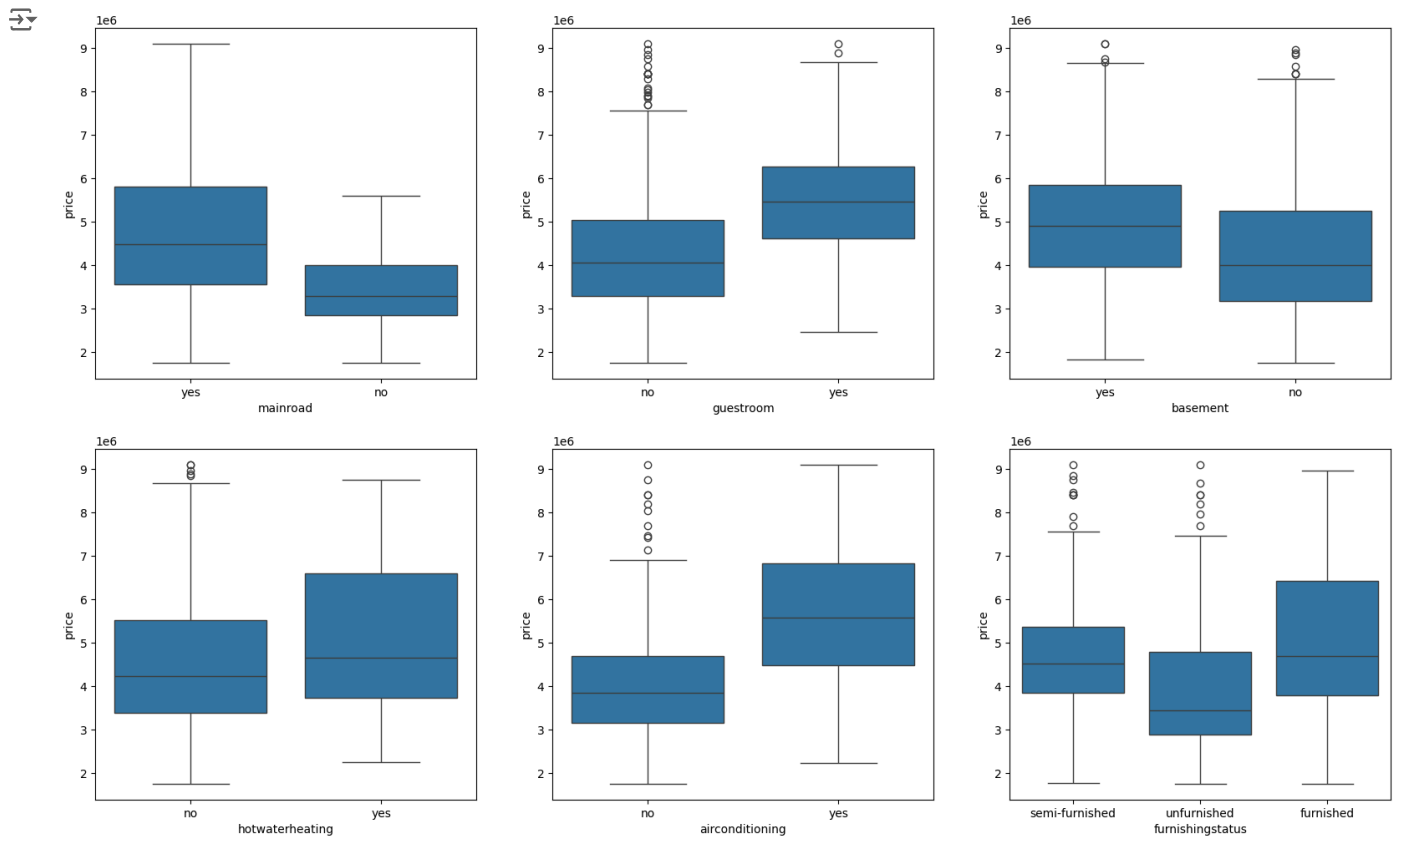 1e6
9
8
7
6
5
4
3
2
price
yes no
mainroad
1e6
9
8
7
6
5
4
3
2
price
no yes
guestroom
1e6
9
8
7
6
5
4
3
2
price
yes no
basement
1e6
9
8
7
6
5
4
3
2
price
no yes
hotwaterheating
1e6
9
8
7
6
5
4
3
2
price
no yes
airconditioning
1e6
9
8
7
6
5
4
3
2
price
semi-furnished unfurnished furnished
furnishingstatus